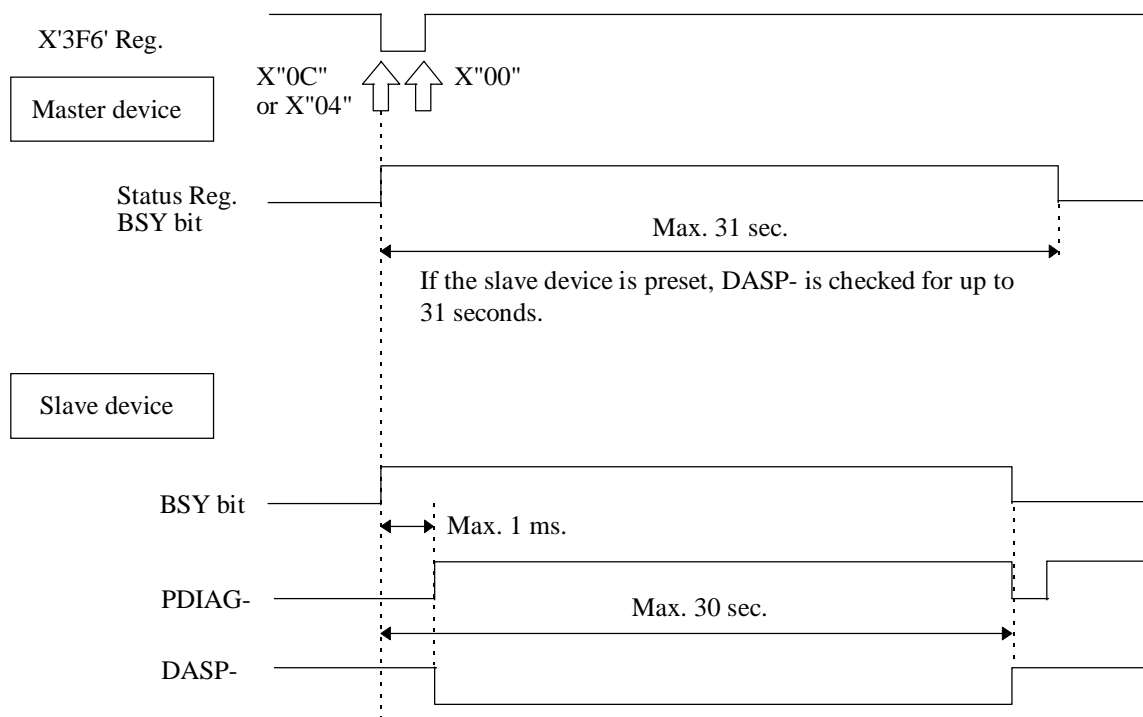 X'3F6' Reg.
X"0C"
or X"04"
X"00"
Master device
Status Reg.
BSY bit
Max. 31 sec.
If the slave device is preset, DASP- is checked for up to
31 seconds.
Slave device
BSY bit
Max. 1 ms.
PDIAG-
Max. 30 sec.
DASP-